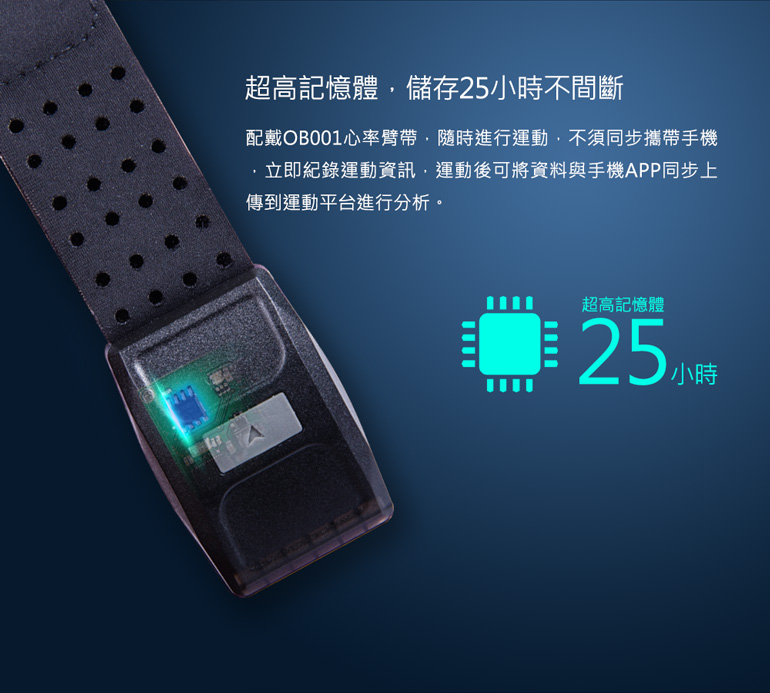 超高記憶體，儲存25小時不間斷
配戴OB001心率臂帶，隨時進行運動，不須同步攜帶手機
，立即紀錄運動資訊，運動後可將資料與手機APP同步上
傳到運動平台進行分析。
超高記憶體
25小時